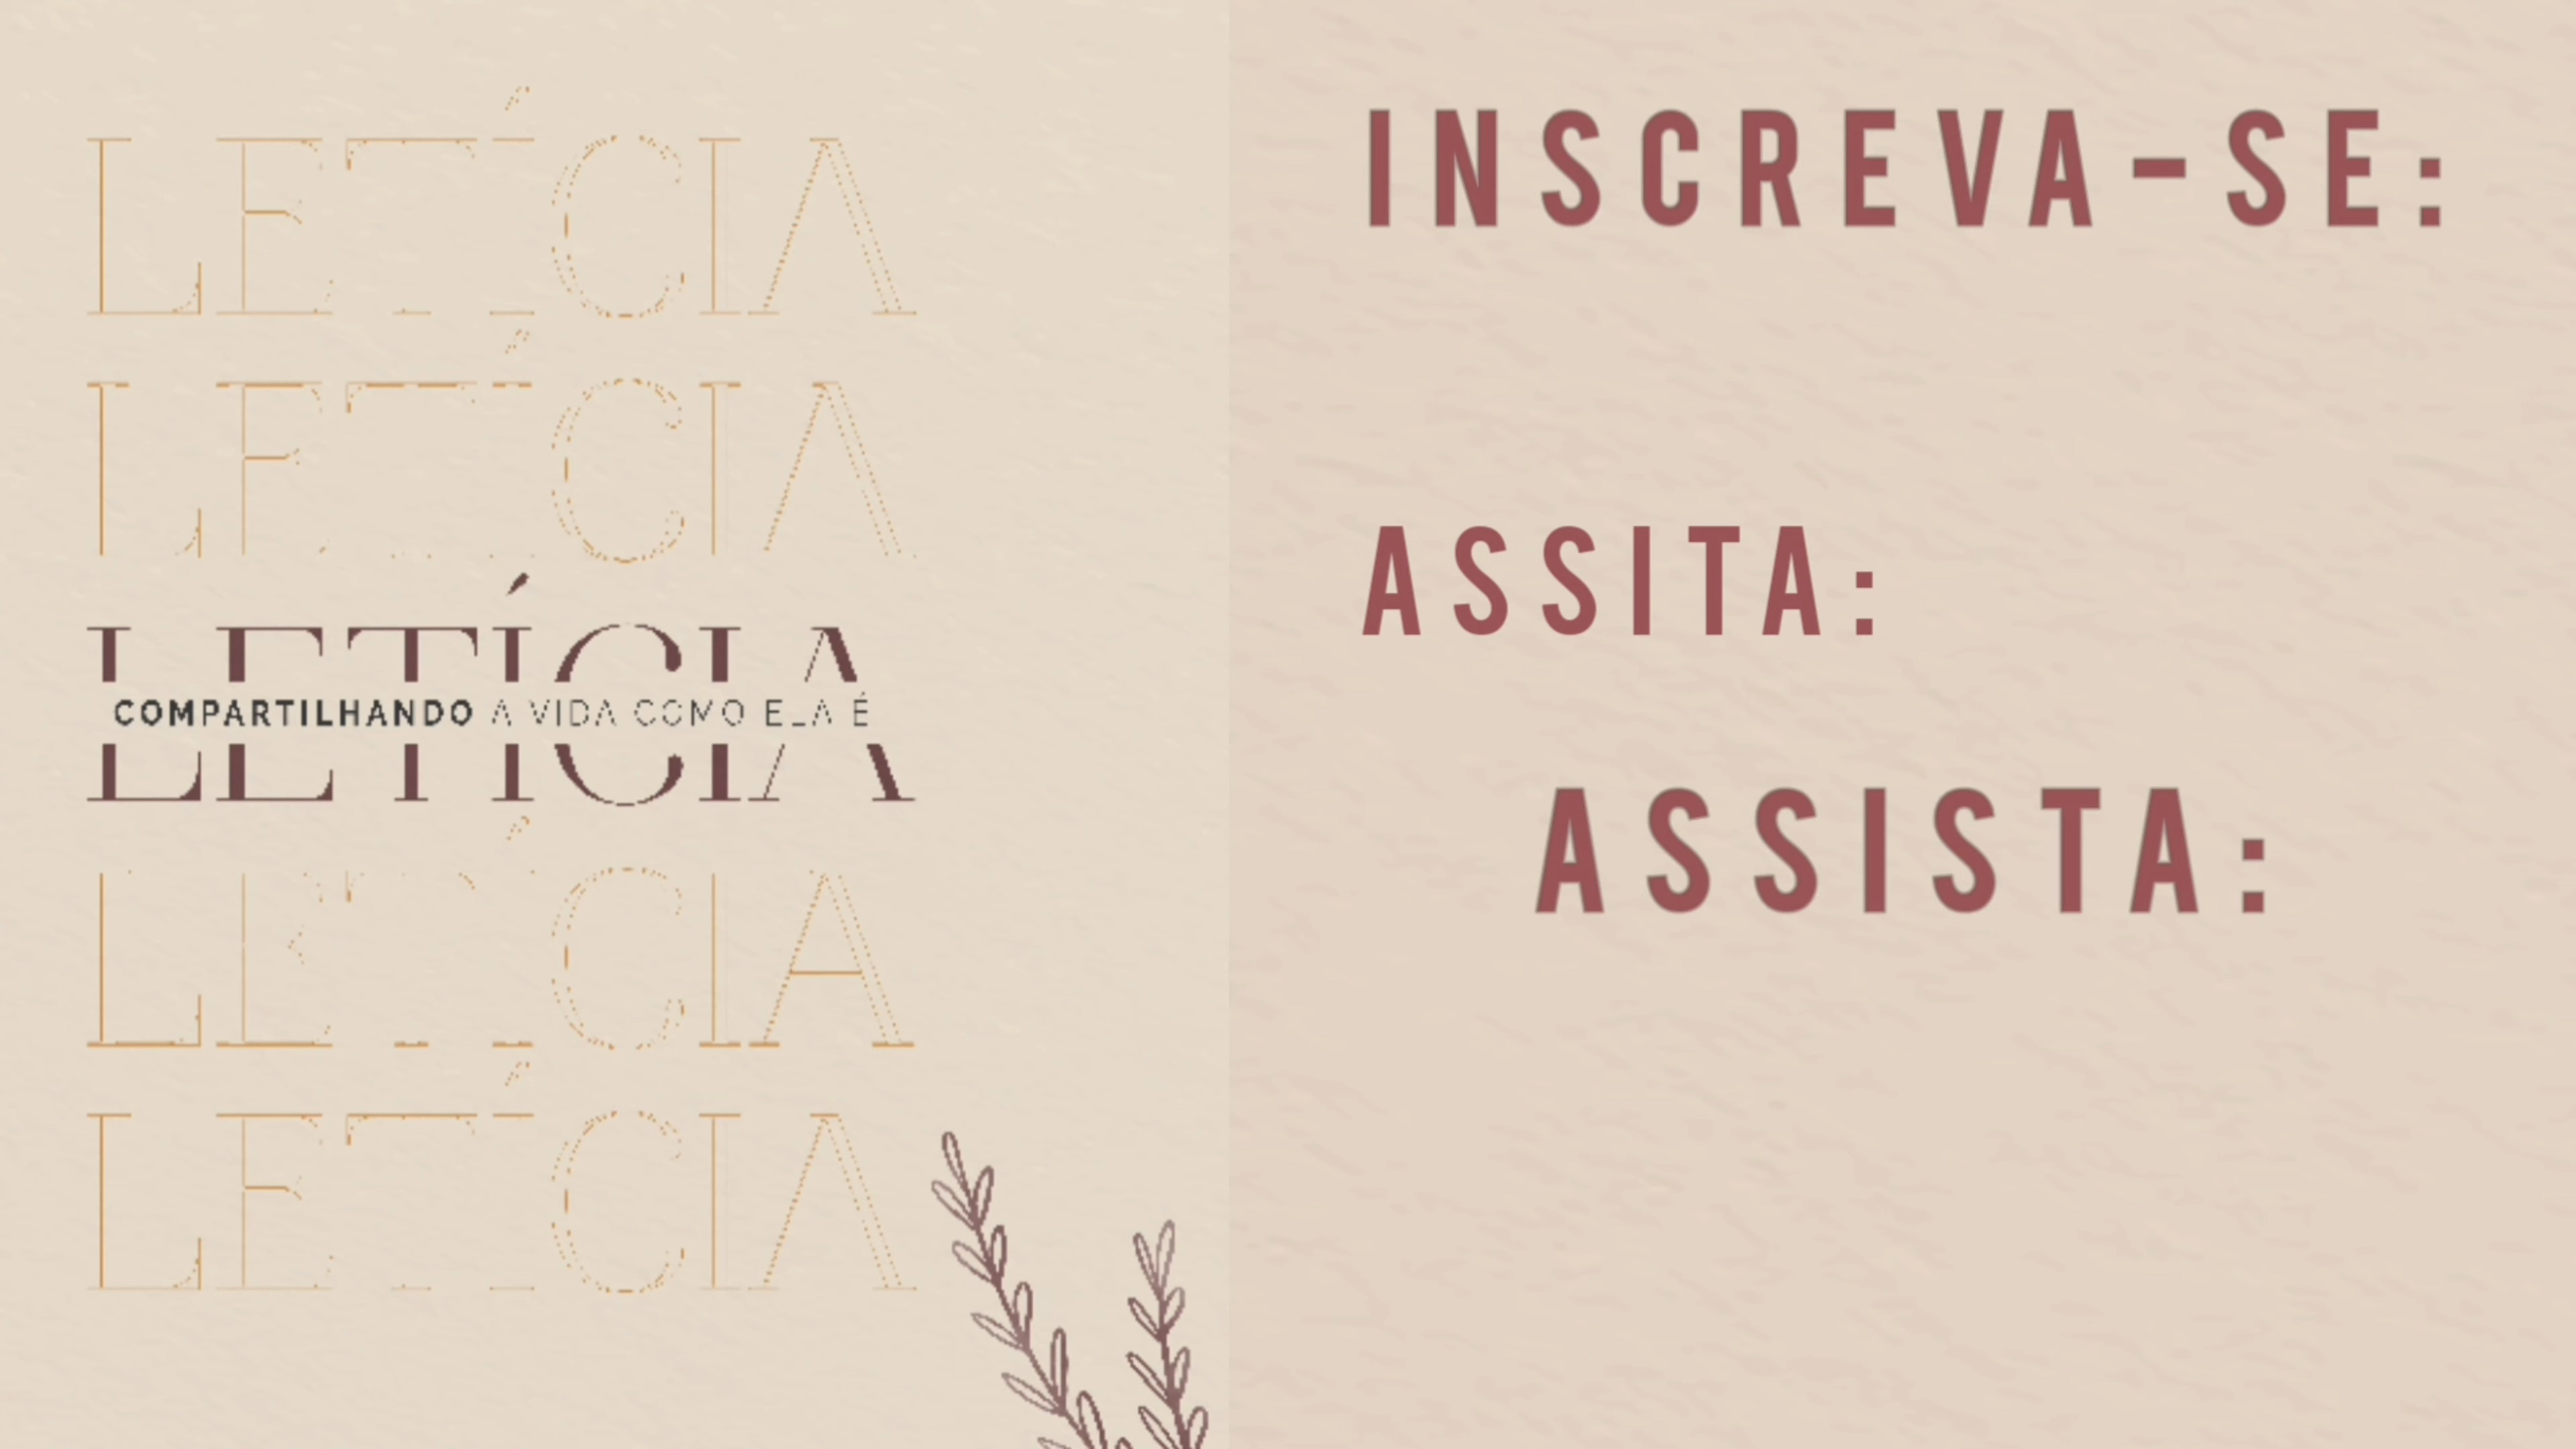 LETÍCIA
LETÍCIA
LETÍCIA
COMPARTILHANDO A VIDA COMO ELA É
LETÍCIA
LETÍCIA
INSCREVA-SE:
ASSITA:
ASSISTA: